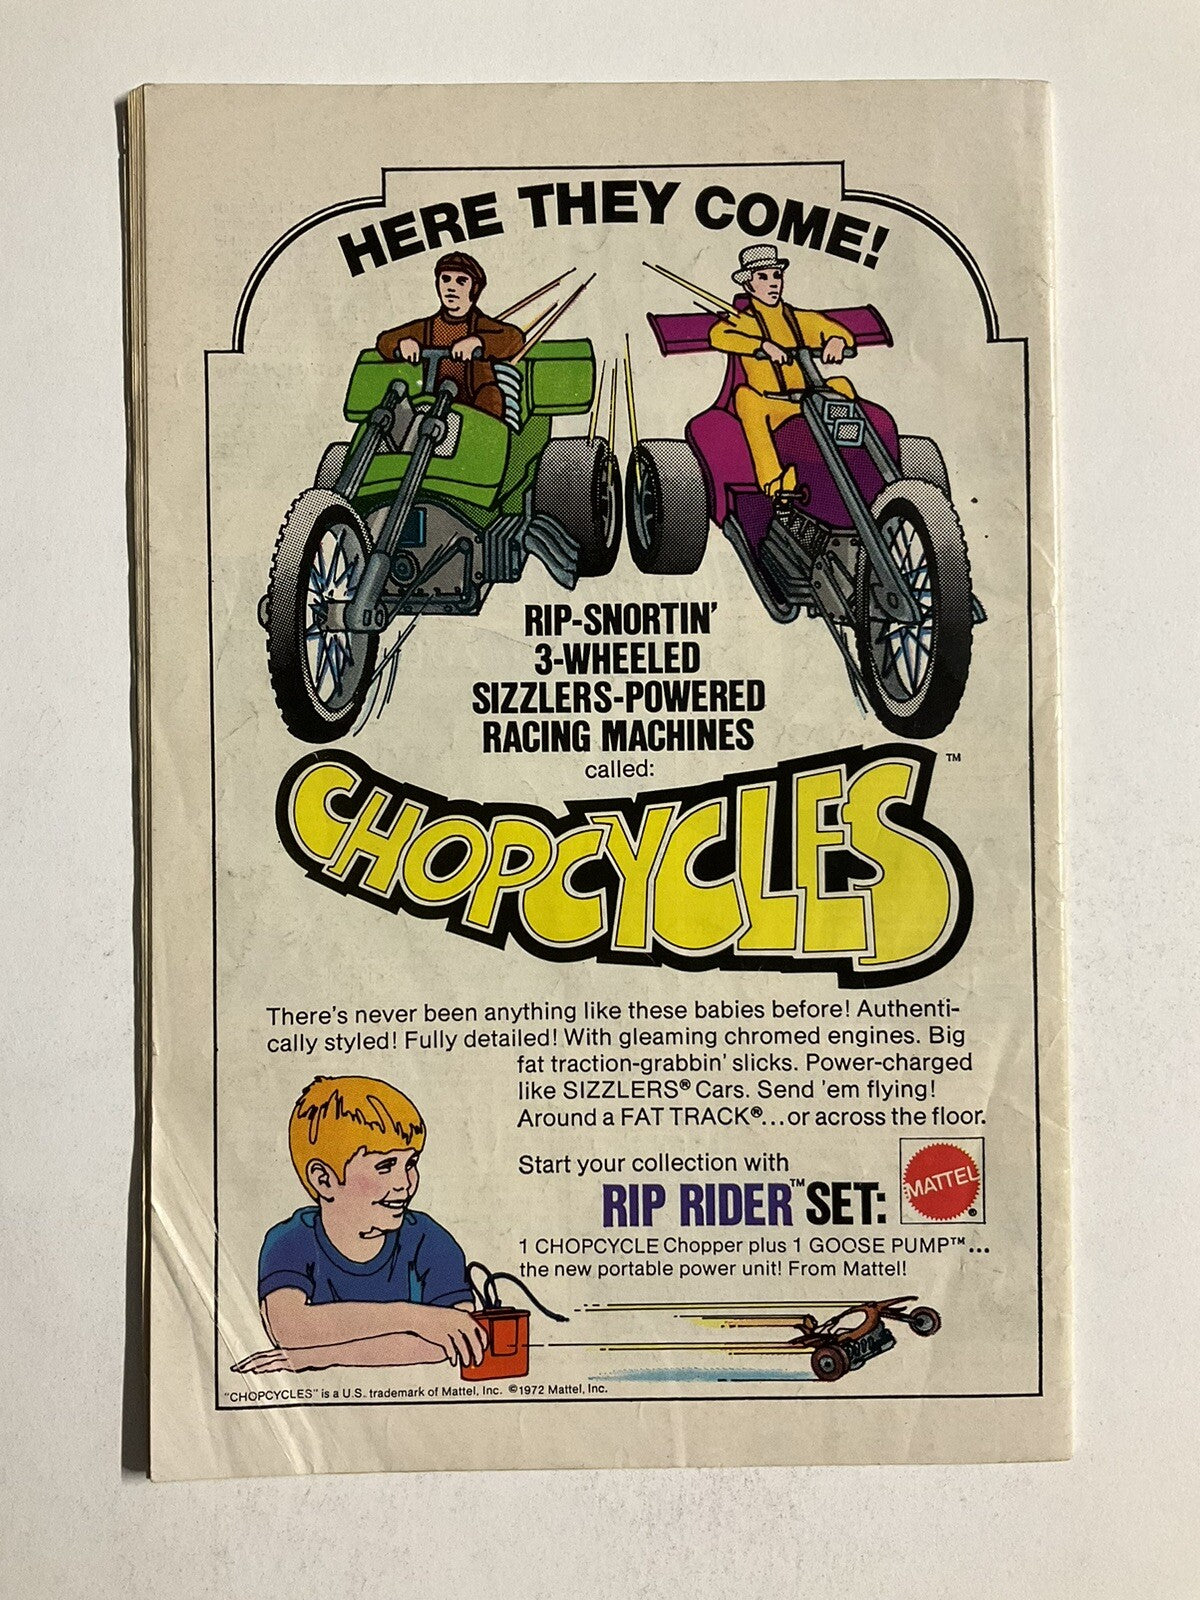 HERE THEY COME!
RIP-SNORTIN'
3-WHEELED
SIZZLERS-POWERED
RACING MACHINES
called:
CHOPCYCLES™
There's never been anything like these babies before! Authenti-
cally styled! Fully detailed! With gleaming chromed engines. Big
fat traction-grabbin' slicks. Power-charged
like SIZZLERS® Cars. Send 'em flying!
Around a FAT TRACK®...or across the floor.
Start your collection with
RIP RIDER™ SET:
MATTEL®
1 CHOPCYCLE Chopper plus 1 GOOSE PUMP™...
the new portable power unit! From Mattel!
"CHOPCYCLES" is a U.S. trademark of Mattel, Inc. ©1972 Mattel, Inc.